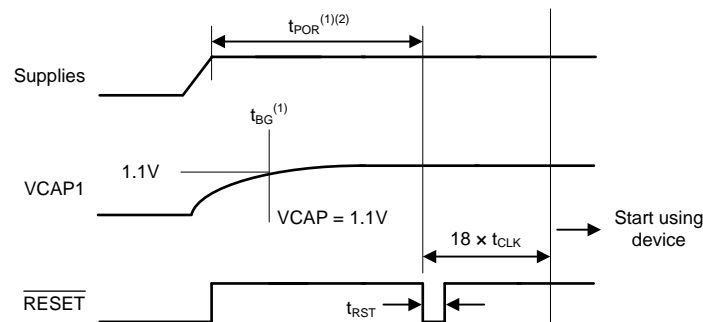 tPOR(1)(2)
Supplies
tBG(1)
1.1V
VCAP1
VCAP = 1.1V
18 × tCLK
Start using
device
RESET
tRST